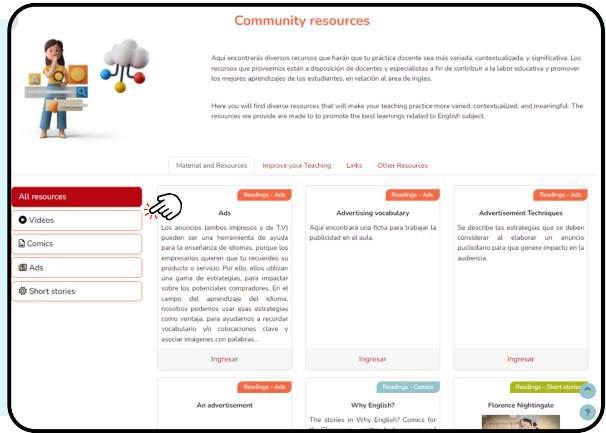 Community resources
Aquí encontrarás diversos recursos que harán que tu práctica docente sea más variada, contextualizada, y significativa. Los
recursos que proveemos están a disposición de docentes y especialistas a fin de contribuir a la labor educativa y promover
los mejores aprendizajes de los estudiantes, en relación al área de inglés.
Here you will find diverse resources that will make your teaching practice more varied, contextualized, and meaningful. The
resources we provide are made to to promote the best learnings related to English subject.
Material and Resources
Improve your Teaching
Links
Other Resources
All resources
Videos
Comics
Ads
Short stories
Readings - Ads
Ads
Los anuncios (ambos impresos y de T.V)
pueden ser una herramienta de ayuda
para la enseñanza de idiomas, porque los
empresarios quieren que tu recuerdes su
producto o servicio. Por ello, ellos utilizan
una gama de estrategias, para impactar
sobre los potenciales compradores. En el
campo del aprendizaje del idioma,
nosotros podemos usar esas estrategias
como ventaja, para ayudarnos a recordar
vocabulario y/o colocaciones clave y
asociar imágenes con palabras...
Ingresar
Readings - Ads
Advertising vocabulary
Aquí encontrará una ficha para trabajar la
publicidad en el aula.
Ingresar
Readings - Ads
Advertisement Techniques
Se describe las estrategias que se deben
considerar al elaborar un anuncio
puclicitario para que genere impacto en la
audiencia.
Ingresar
Readings - Ads
An advertisement
Readings - Comics
Why English?
The stories in Why English? Comics for
Readings - Short stories
Florence Nightingale
?